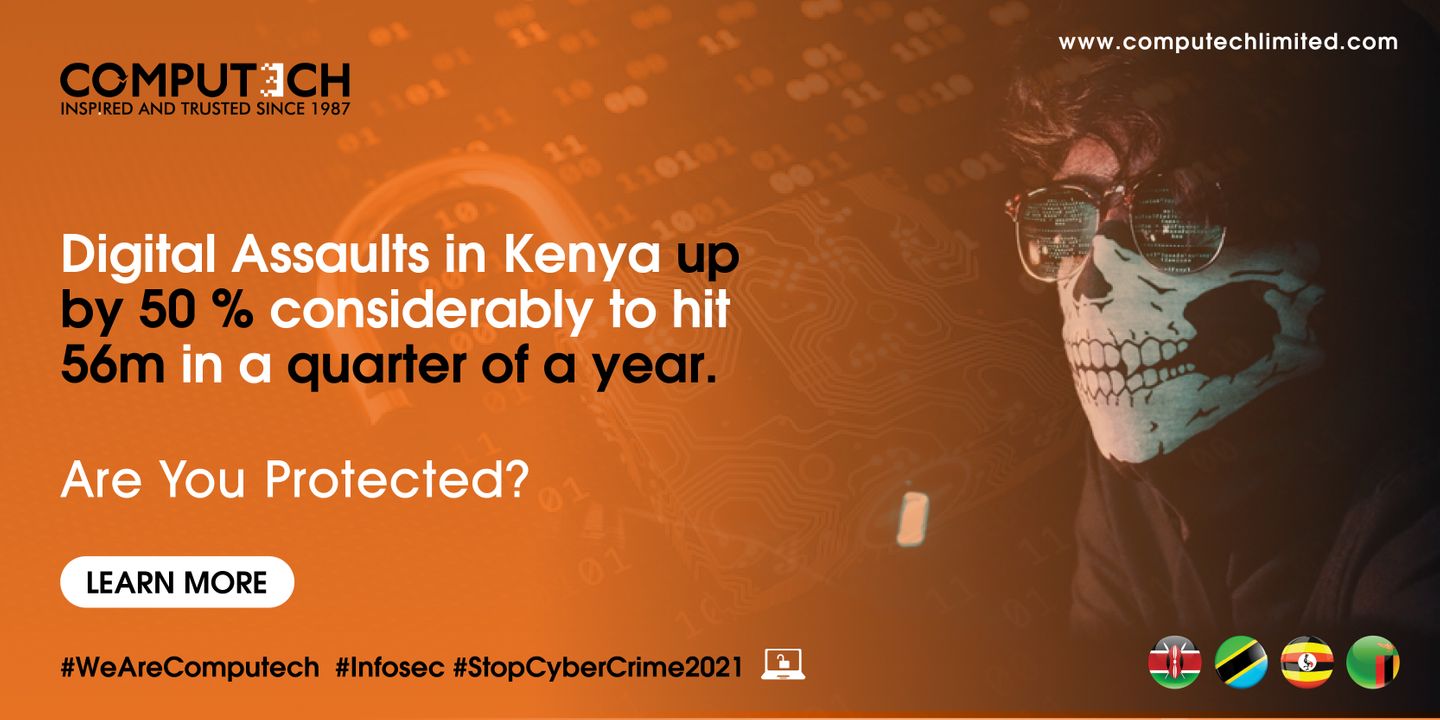 www.computechlimited.com
COMPUTECH
INSPIRED AND TRUSTED SINCE 1987
Digital Assaults in Kenya up
by 50 % considerably to hit
56m in a quarter of a year.
Are You Protected?
LEARN MORE
#WeAreComputech #Infosec #StopCyberCrime2021